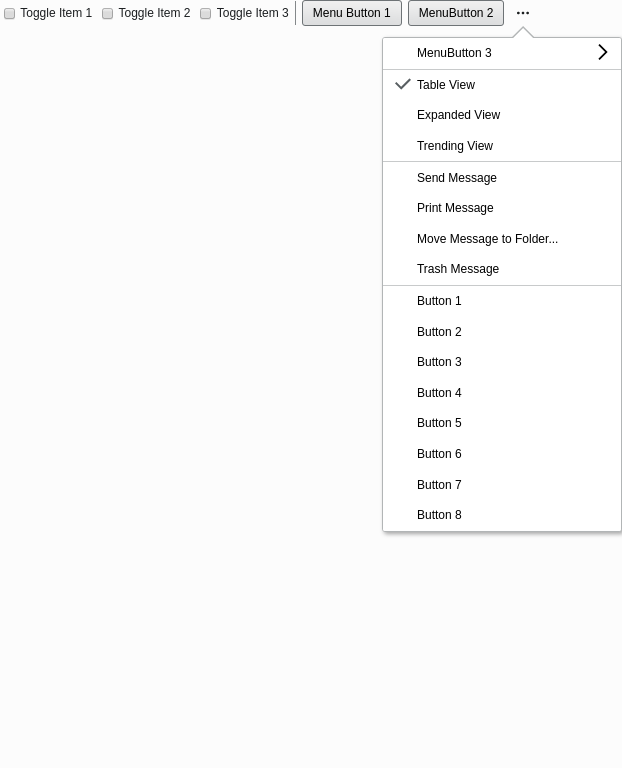 Toggle Item 1 Toggle Item 2 Toggle Item 3 Menu Button 1 MenuButton 2 ...
MenuButton 3
Table View
Expanded View
Trending View
Send Message
Print Message
Move Message to Folder...
Trash Message
Button 1
Button 2
Button 3
Button 4
Button 5
Button 6
Button 7
Button 8